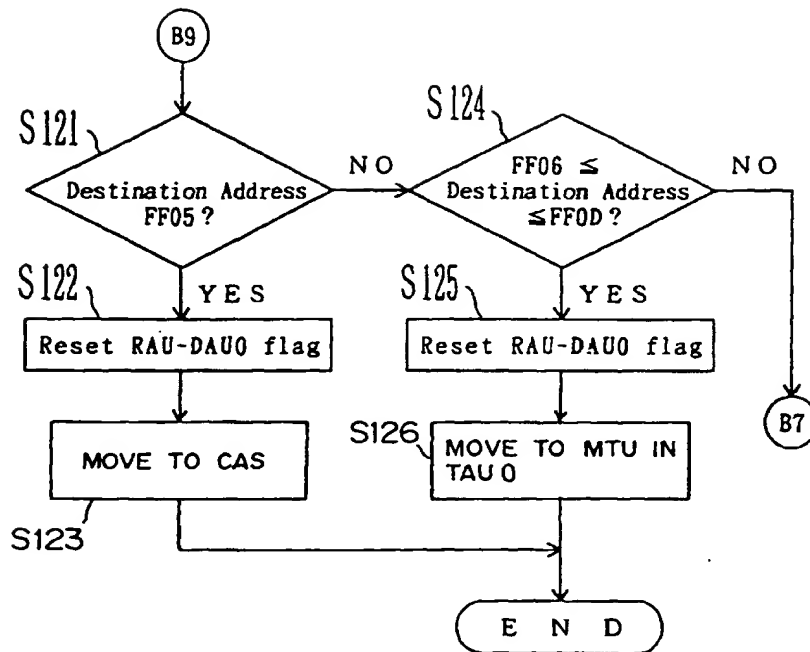 B9
S121
S124
Destination Address
FF05?
NO
FF06 ≦
Destination Address
≦FF0D?
NO
S122
YES
S125
YES
Reset RAU-DAU0 flag
Reset RAU-DAU0 flag
B7
MOVE TO CAS
S126
MOVE TO MTU IN
TAU 0
S123
END